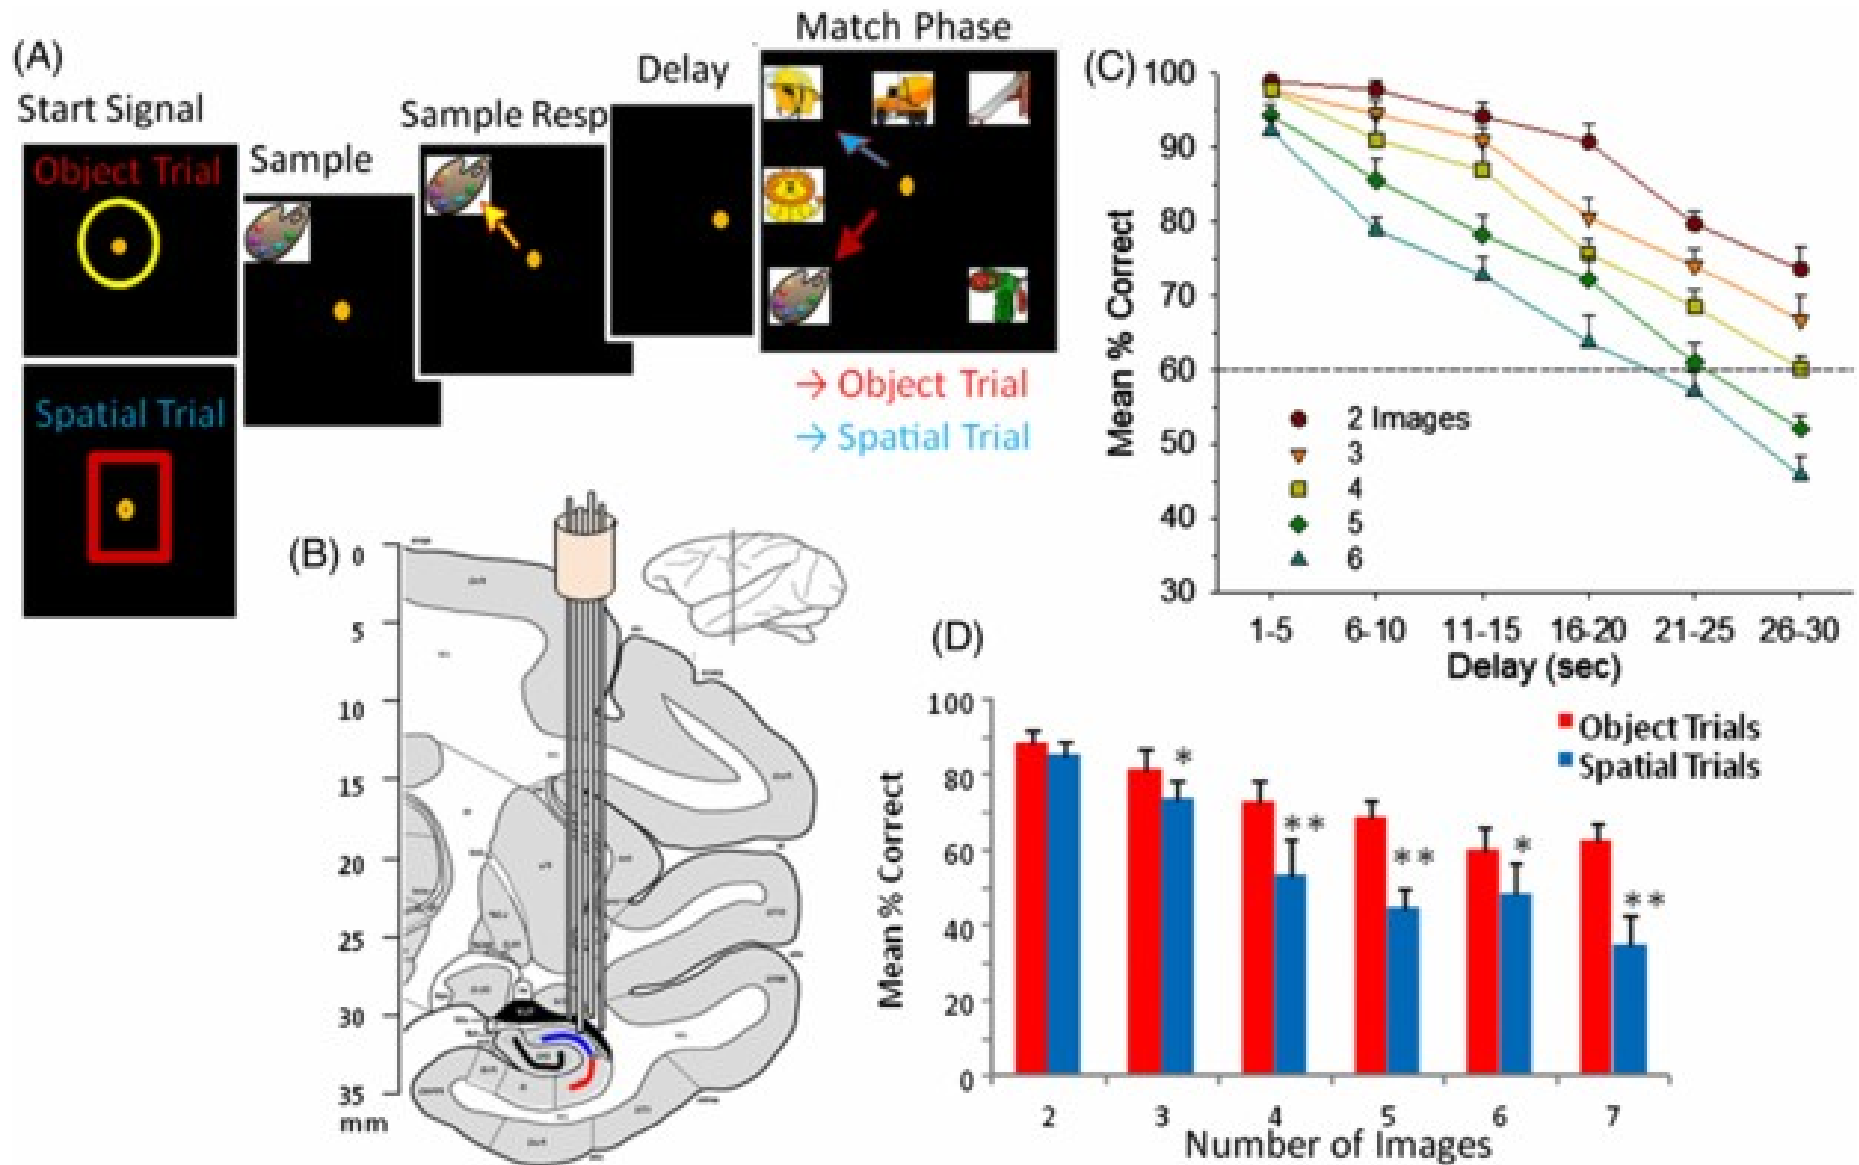 (A)
Start Signal
Object Trial
Spatial Trial
Sample
Sample Resp
Delay
Match Phase
→ Object Trial
→ Spatial Trial
(B)
0
5
10
15
20
25
30
35
mm
(C)
Mean % Correct
100
90
80
70
60
50
40
30
2 Images
3
4
5
6
1-5 6-10 11-15 16-20 21-25 26-30
Delay (sec)
(D)
Mean % Correct
100
80
60
40
20
0
Object Trials
Spatial Trials
*
**
**
*
**
2 3 4 5 6 7
Number of Images